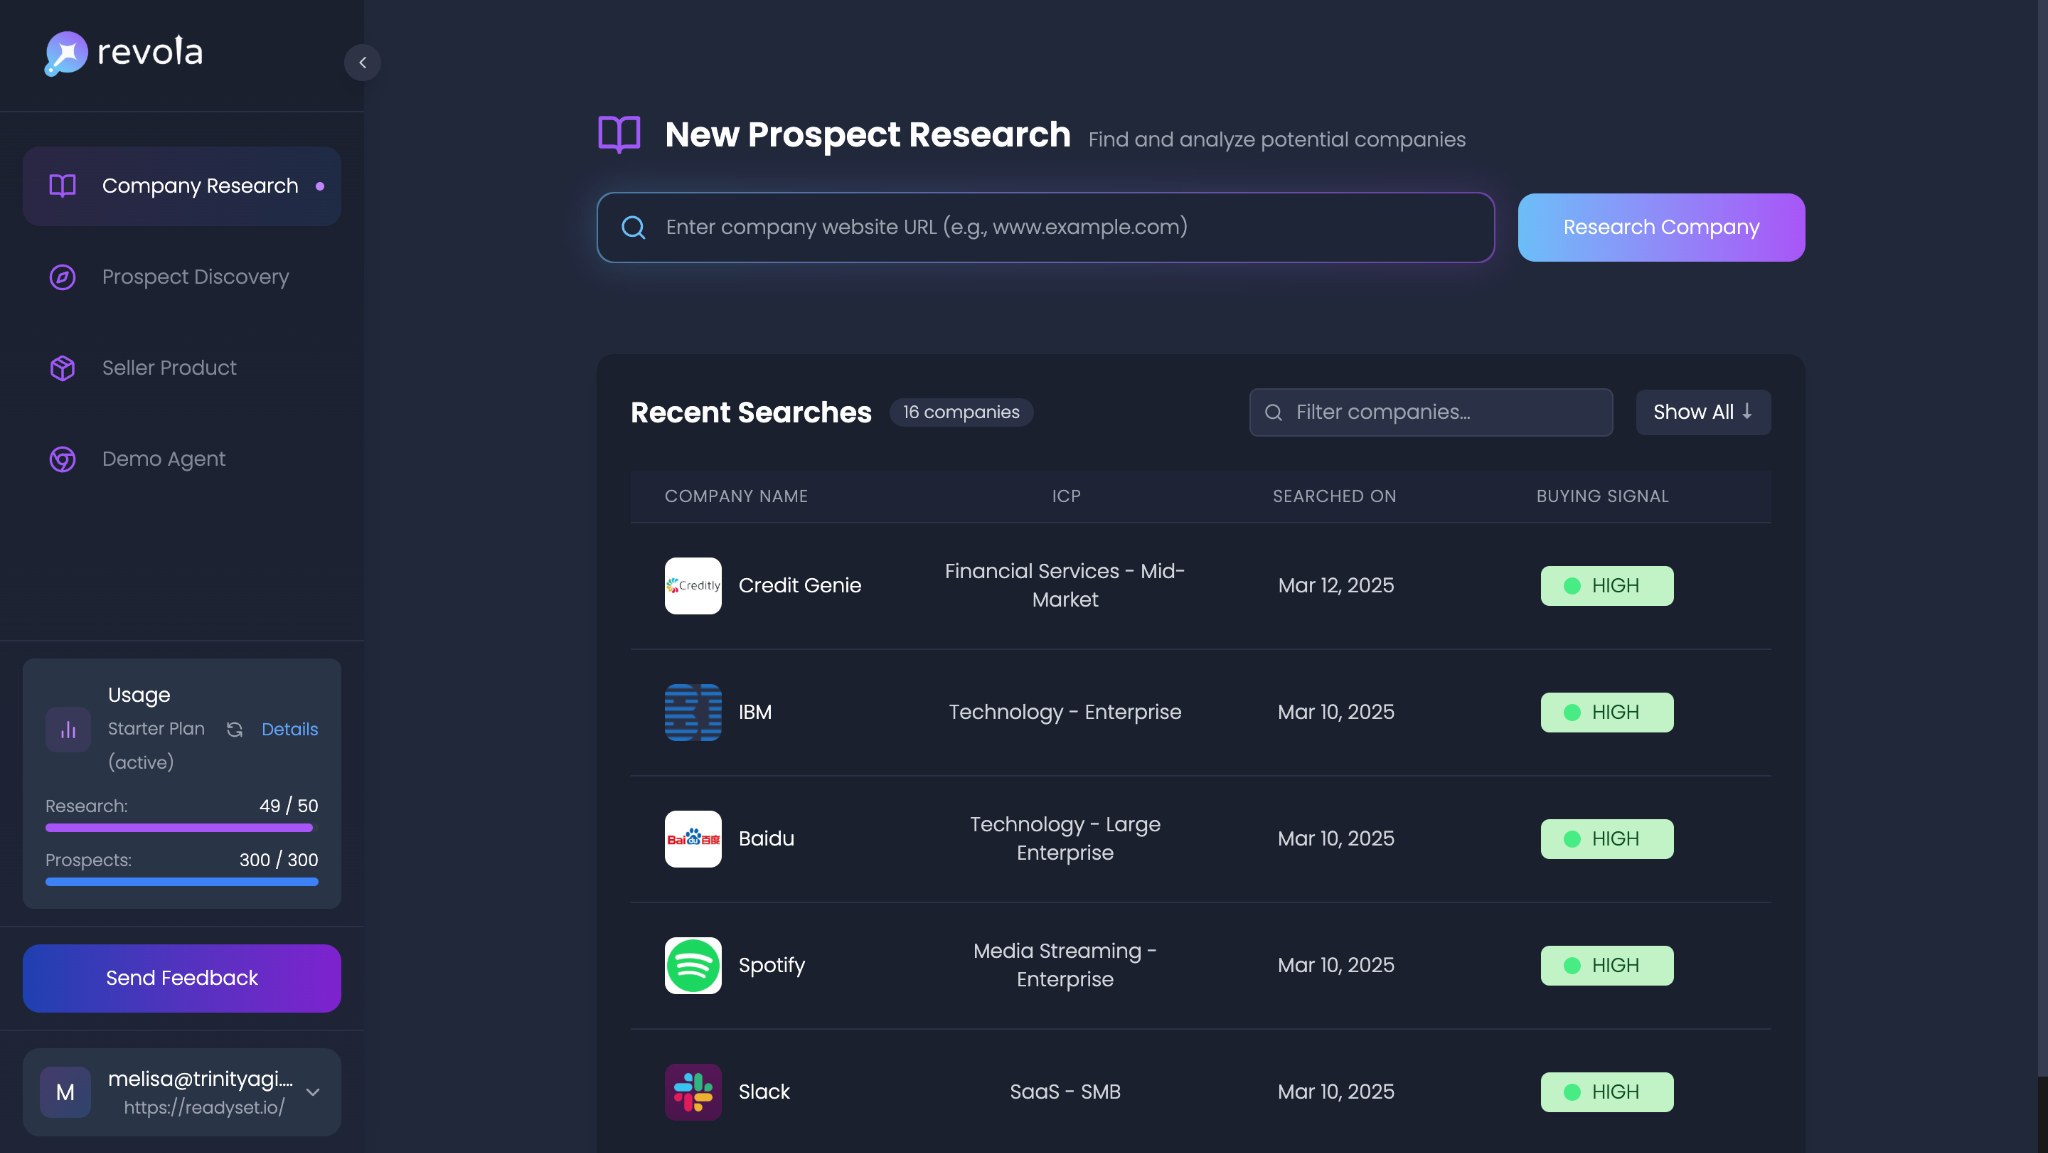 revola
Company Research
Prospect Discovery
Seller Product
Demo Agent
Usage
Starter Plan
(active)
Details
Research: 49 / 50
Prospects: 300 / 300
Send Feedback
M
melisa@trinityagi....
https://readyset.io/
New Prospect Research Find and analyze potential companies
Enter company website URL (e.g., www.example.com)
Research Company
Recent Searches 16 companies
Filter companies...
Show All ↓
COMPANY NAME ICP SEARCHED ON BUYING SIGNAL
Creditly Credit Genie Financial Services - Mid-
Market Mar 12, 2025 HIGH
IBM Technology - Enterprise Mar 10, 2025 HIGH
Bai du 百度 Baidu Technology - Large
Enterprise Mar 10, 2025 HIGH
Spotify Media Streaming -
Enterprise Mar 10, 2025 HIGH
Slack SaaS - SMB Mar 10, 2025 HIGH